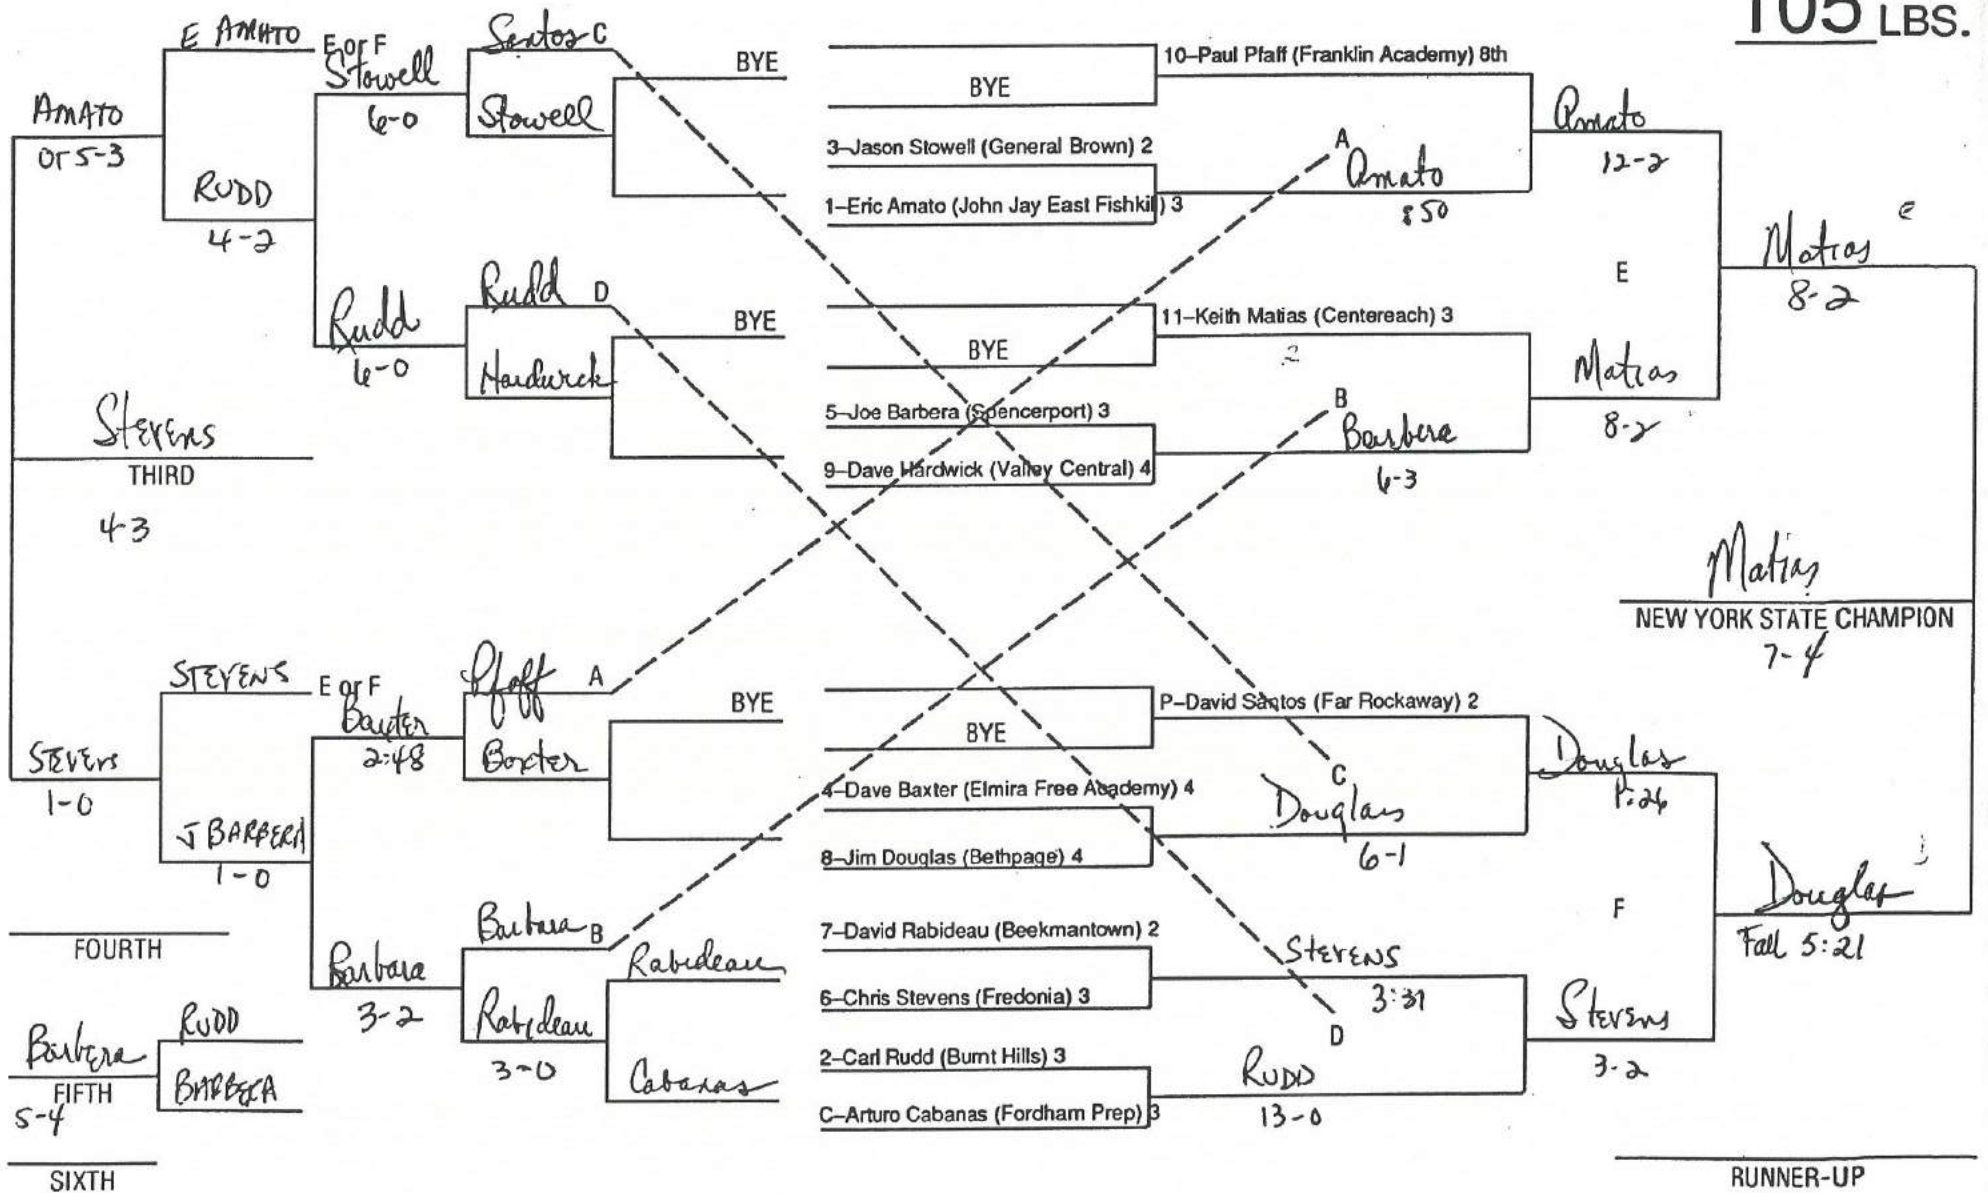 105 LBS.
E AMATO
E or F
Stowell
6-0
Santos C
Stowell
BYE
AMATO
OT 5-3
RUDD
4-2
Rudd
6-0
Rudd D
Hardwick
BYE
Stevens
THIRD
4-3
STEVENS
E or F
Baxter
2:48
Pfaff A
Baxter
BYE
STEVENS
1-0
J BARBERA
1-0
Barbara B
Rabideau
3-0
Rabideau
Cabanas
FOURTH
Barbara
3-2
Barbera
FIFTH
5-4
RUDD
BARBERA
SIXTH
BYE
10-Paul Pfaff (Franklin Academy) 8th
3-Jason Stowell (General Brown) 2
1-Eric Amato (John Jay East Fishkill) 3
A
Amato
:50
Amato
12-2
BYE
11-Keith Matias (Centereach) 3
2
5-Joe Barbera (Spencerport) 3
9-Dave Hardwick (Valley Central) 4
B
Barbera
6-3
Matias
8-2
E
Matias
8-2
e
Matias
NEW YORK STATE CHAMPION
7-4
BYE
P-David Santos (Far Rockaway) 2
4-Dave Baxter (Elmira Free Academy) 4
8-Jim Douglas (Bethpage) 4
C
Douglas
6-1
Douglas
1:26
7-David Rabideau (Beekmantown) 2
6-Chris Stevens (Fredonia) 3
STEVENS
3:31
D
2-Carl Rudd (Burnt Hills) 3
C-Arturo Cabanas (Fordham Prep) 3
RUDD
13-0
Stevens
3-2
F
Douglas
Fall 5:21
RUNNER-UP